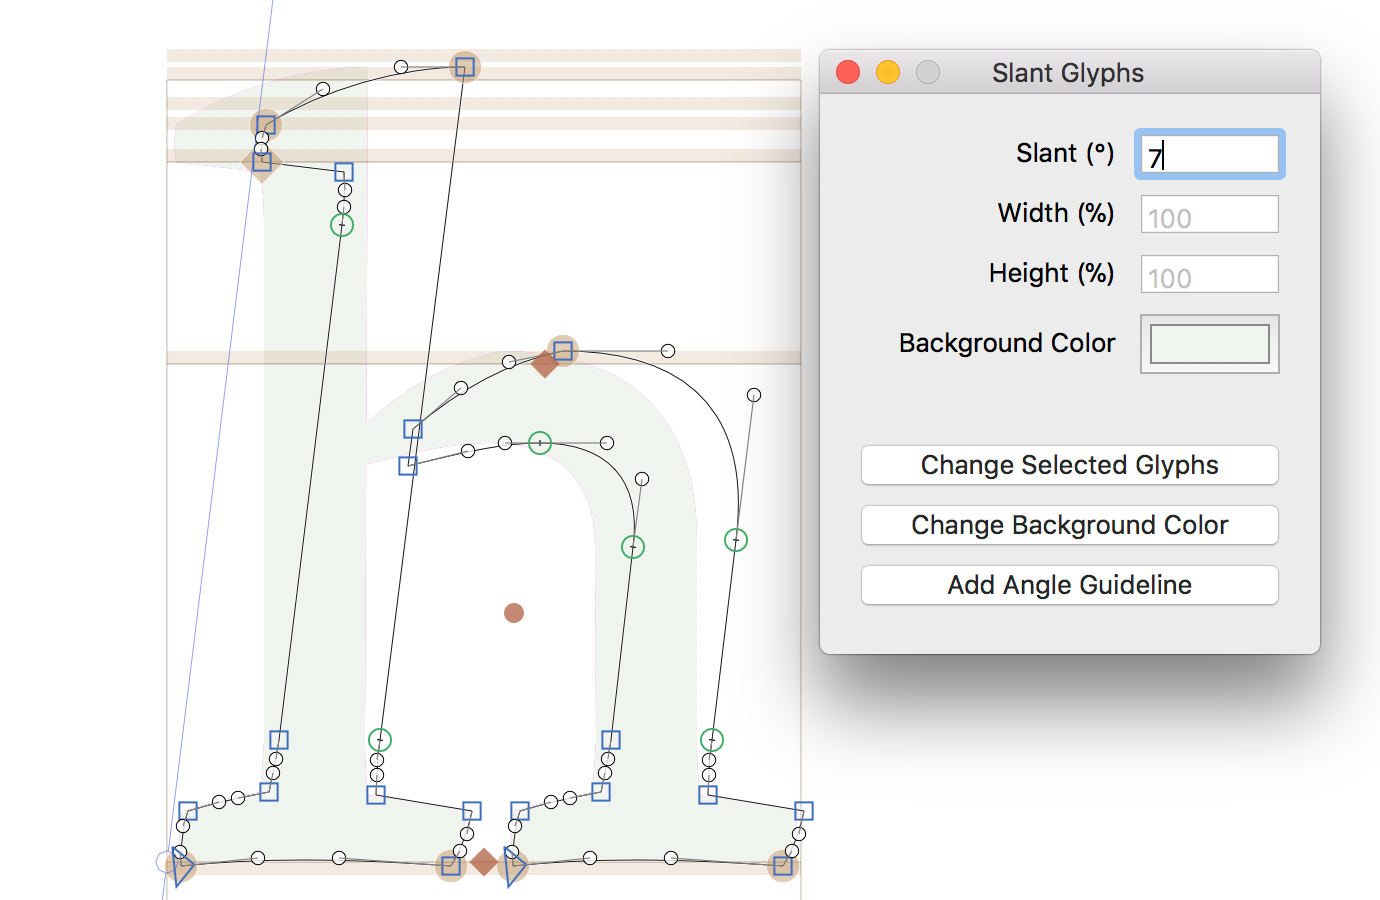 Slant Glyphs
Slant (°) 7
Width (%) 100
Height (%) 100
Background Color
Change Selected Glyphs
Change Background Color
Add Angle Guideline